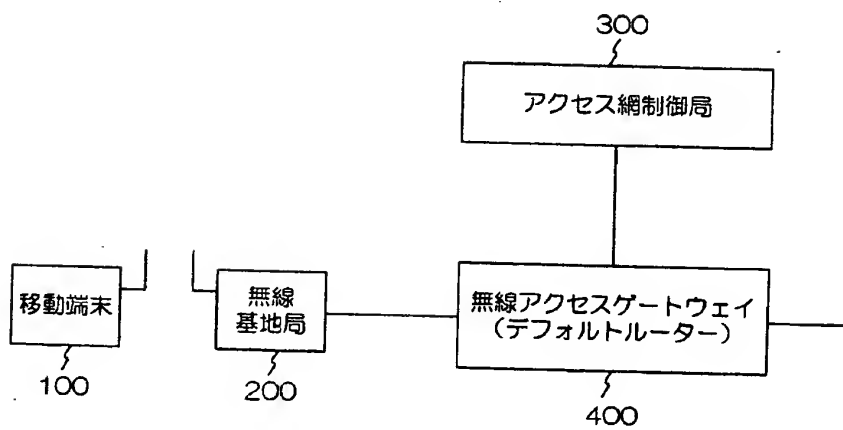 300
アクセス網制御局
移動端末
100
無線
基地局
200
無線アクセスゲートウェイ
(デフォルトルーター)
400